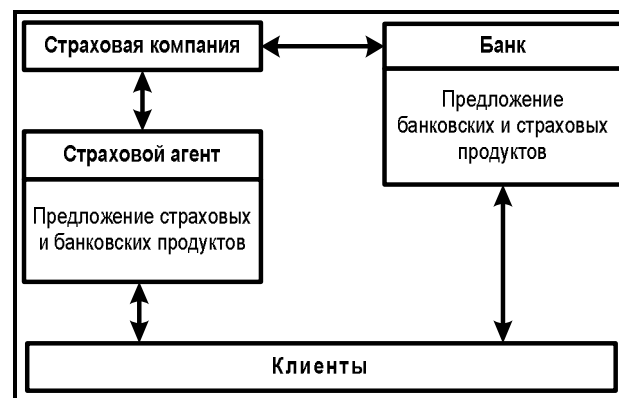 Страховая компания
Банк
Предложение
банковских и страховых
продуктов
Страховой агент
Предложение страховых
и банковских продуктов
Клиенты